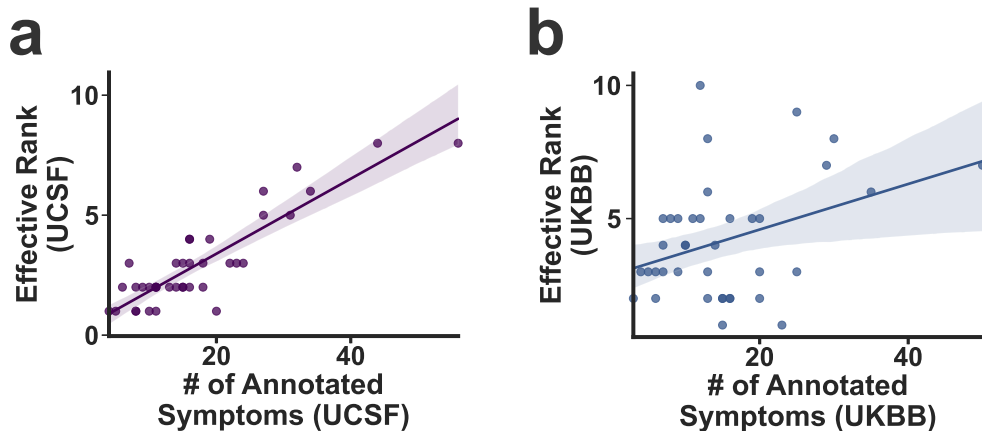 a
Effective Rank
(UCSF)
10
5
0
20
40
# of Annotated
Symptoms (UCSF)
b
Effective Rank
(UKBB)
10
5
20
40
# of Annotated
Symptoms (UKBB)